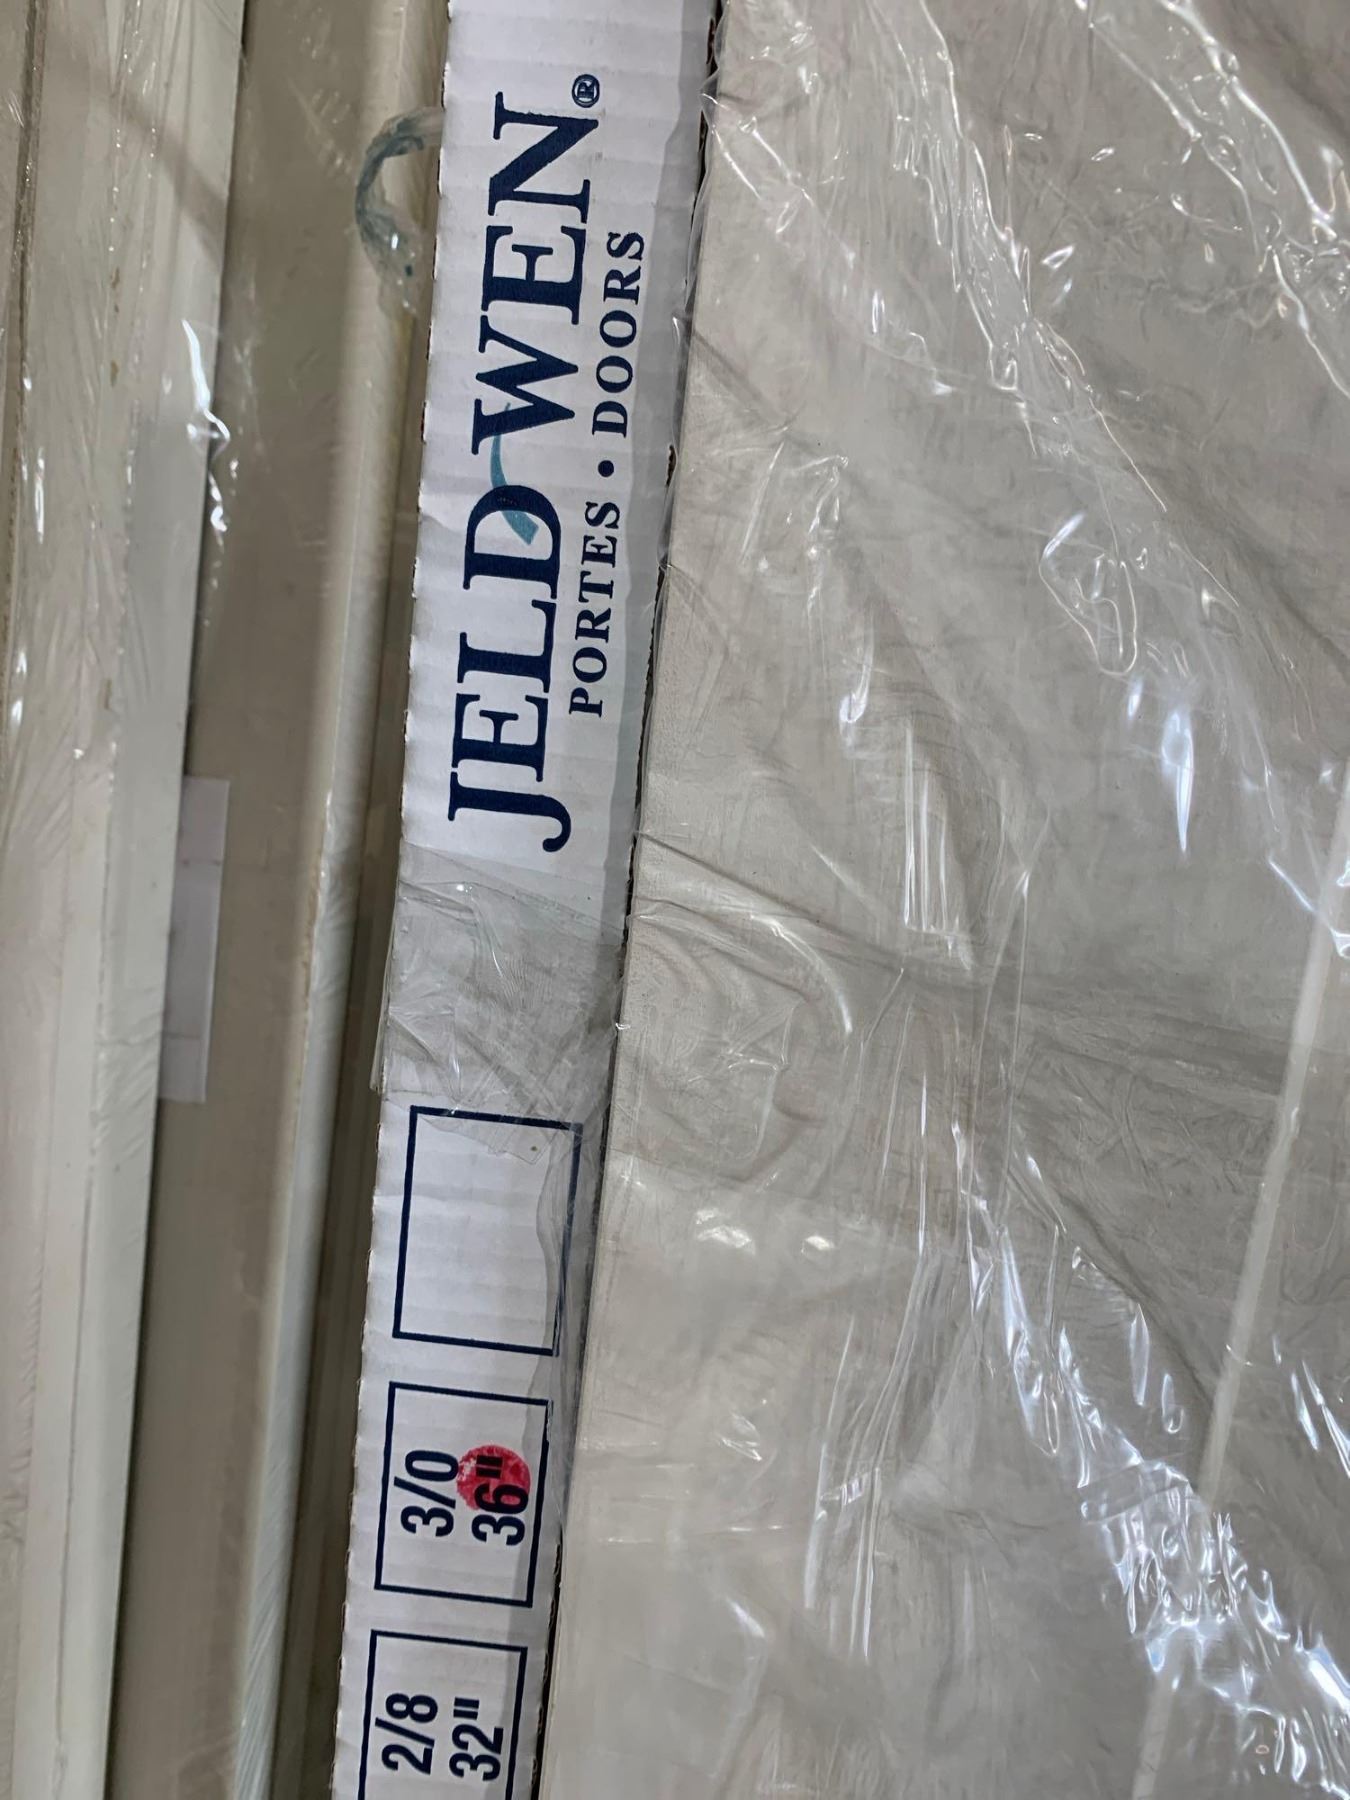 JELD-WEN®
PORTES • DOORS
2/8
32"
3/0
36"